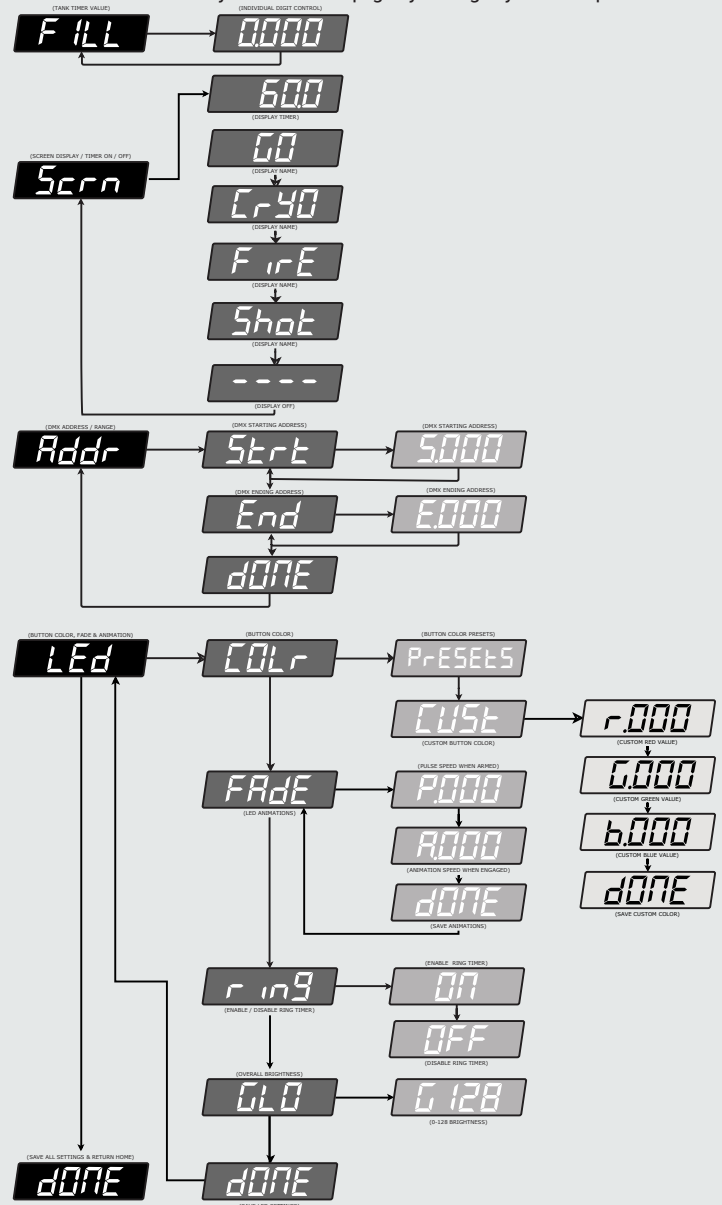 (TANK TIMER VALUE)
FILL
(INDIVIDUAL DIGIT CONTROL)
0.000
60.0
(DISPLAY TIMER)
(SCREEN DISPLAY / TIMER ON / OFF)
Scrn
GO
(DISPLAY NAME)
CrYO
(DISPLAY NAME)
FirE
(DISPLAY NAME)
Shot
(DISPLAY NAME)
----
(DISPLAY OFF)
(DMX ADDRESS / RANGE)
Addr
(DMX STARTING ADDRESS)
Strt
(DMX STARTING ADDRESS)
S.000
(DMX ENDING ADDRESS)
End
(DMX ENDING ADDRESS)
E.000
dONE
(BUTTON COLOR, FADE & ANIMATION)
LEd
(BUTTON COLOR)
COLr
(BUTTON COLOR PRESETS)
PrESEtS
CUSt
(CUSTOM BUTTON COLOR)
r.000
(CUSTOM RED VALUE)
G.000
(CUSTOM GREEN VALUE)
b.000
(CUSTOM BLUE VALUE)
dONE
(SAVE CUSTOM COLOR)
FAdE
(LED ANIMATIONS)
(PULSE SPEED WHEN ARMED)
P.000
A.000
(ANIMATION SPEED WHEN ENGAGED)
dONE
(SAVE ANIMATIONS)
ring
(ENABLE / DISABLE RING TIMER)
(ENABLE RING TIMER)
ON
OFF
(DISABLE RING TIMER)
(OVERALL BRIGHTNESS)
GLO
G128
(0-128 BRIGHTNESS)
(SAVE ALL SETTINGS & RETURN HOME)
dONE
dONE